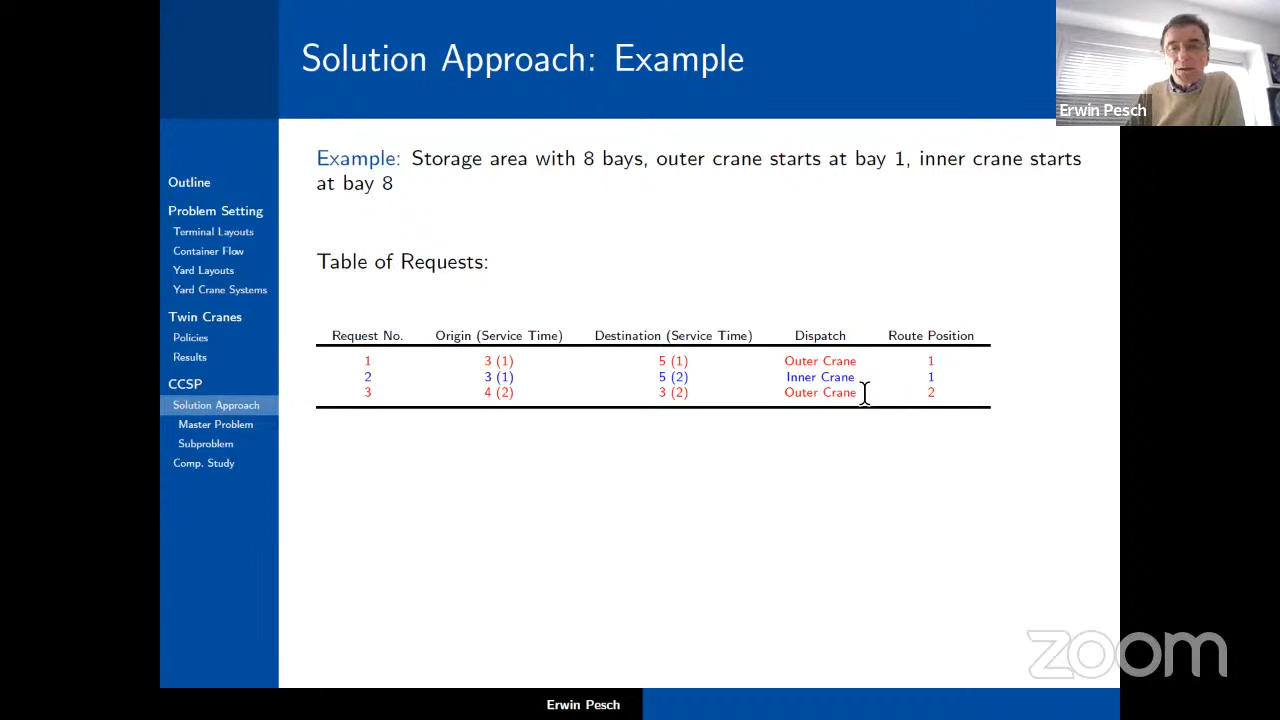 Solution Approach: Example
Erwin Pesch
Example: Storage area with 8 bays, outer crane starts at bay 1, inner crane starts
at bay 8
Outline
Problem Setting
Terminal Layouts
Container Flow
Yard Layouts
Yard Crane Systems
Twin Cranes
Policies
Results
CCSP
Solution Approach
Master Problem
Subproblem
Comp. Study
Table of Requests:
Request No. Origin (Service Time) Destination (Service Time) Dispatch Route Position
1 3 (1) 5 (1) Outer Crane 1
2 3 (1) 5 (2) Inner Crane 1
3 4 (2) 3 (2) Outer Crane 2
zoom
Erwin Pesch